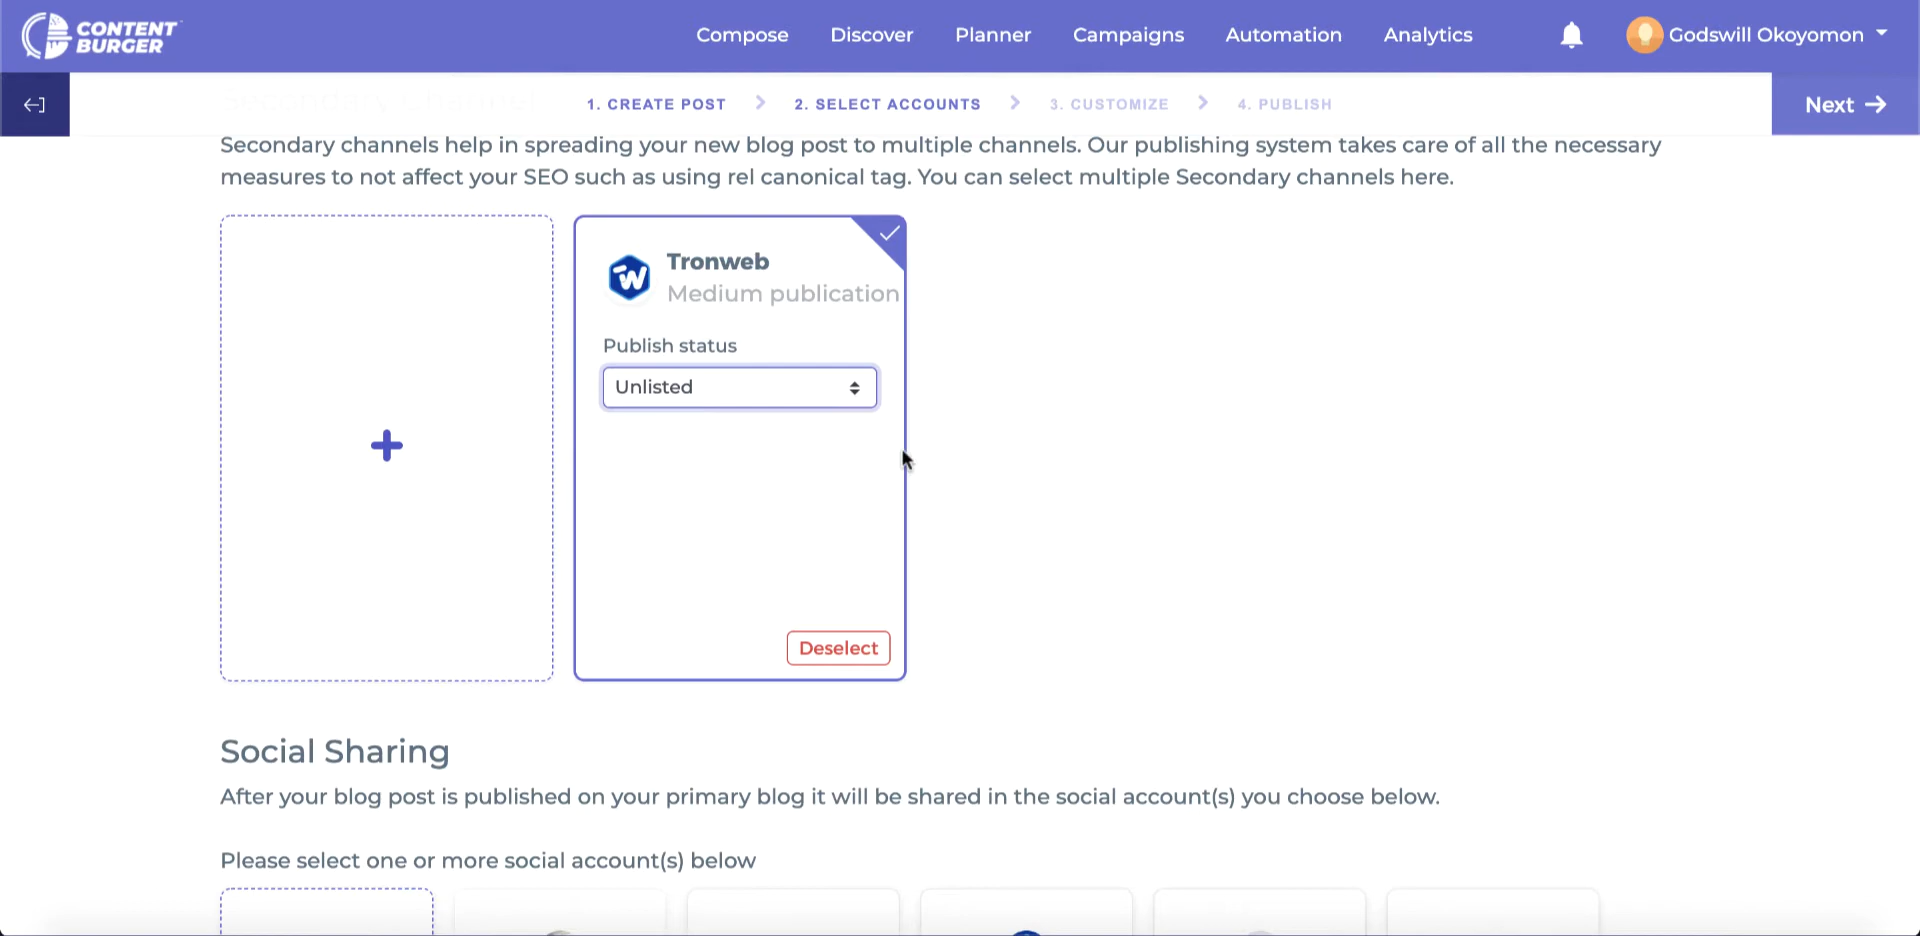 CONTENT
BURGER
Compose
Discover
Planner
Campaigns
Automation
Analytics
Godswill Okoyomon
Secondary Channel
1. CREATE POST
2. SELECT ACCOUNTS
3. CUSTOMIZE
4. PUBLISH
Next
Secondary channels help in spreading your new blog post to multiple channels. Our publishing system takes care of all the necessary
measures to not affect your SEO such as using rel canonical tag. You can select multiple Secondary channels here.
Tronweb
Medium publication
Publish status
Unlisted
Deselect
Social Sharing
After your blog post is published on your primary blog it will be shared in the social account(s) you choose below.
Please select one or more social account(s) below